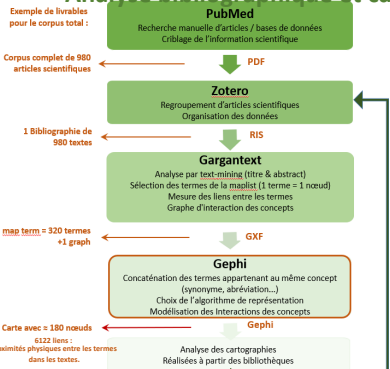 Exemple de livrables
pour le corpus total :
PubMed
Recherche manuelle d'articles / bases de données
Criblage de l'information scientifique
Corpus complet de 980
articles scientifiques
PDF
Zotero
Regroupement d'articles scientifiques
Organisation des données
1 Bibliographie de
980 textes
RIS
Gargantext
Analyse par text-mining (titre & abstract)
Sélection des termes de la maplist (1 terme = 1 nœud)
Mesure des liens entre les termes
Graphe d'interaction des concepts
map term = 320 termes
+1 graph
GXF
Gephi
Concaténation des termes appartenant au même concept
(synonyme, abréviation...)
Choix de l'algorithme de représentation
Modélisation des Interactions des concepts
Carte avec ≈ 180 nœuds
Gephi
6122 liens :
oximités physiques entre les termes
dans les textes.
Analyse des cartographies
Réalisées à partir des bibliothèques